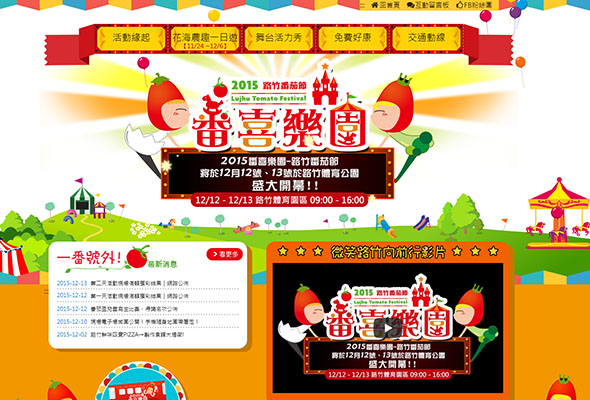 回首頁 互動留言板 FB粉絲團
活動緣起 花海農趣一日遊 舞台活力秀 免費好康 交通動線
【11/24 ~12/6】
2015 路竹番茄節
Lujhu Tomato Festival
番喜樂園
2015番喜樂園-路竹番茄節
將於12月12號、13號於路竹體育公園
盛大開幕!!
12/12 - 12/13 路竹體育園區 09:00 - 16:00
一番號外! 最新消息
看更多
2015-12-13
2015-12-13
2015-12-12
2015-12-10
2015-12-02
微笑路竹向前行影片
2015 路竹番茄節
Lujhu Tomato Festival
番喜樂園
2015番喜樂園-路竹番茄節
將於12月12號、13號於路竹體育公園
盛大開幕!!
12/12 - 12/13 路竹體育園區 09:00 - 16:00